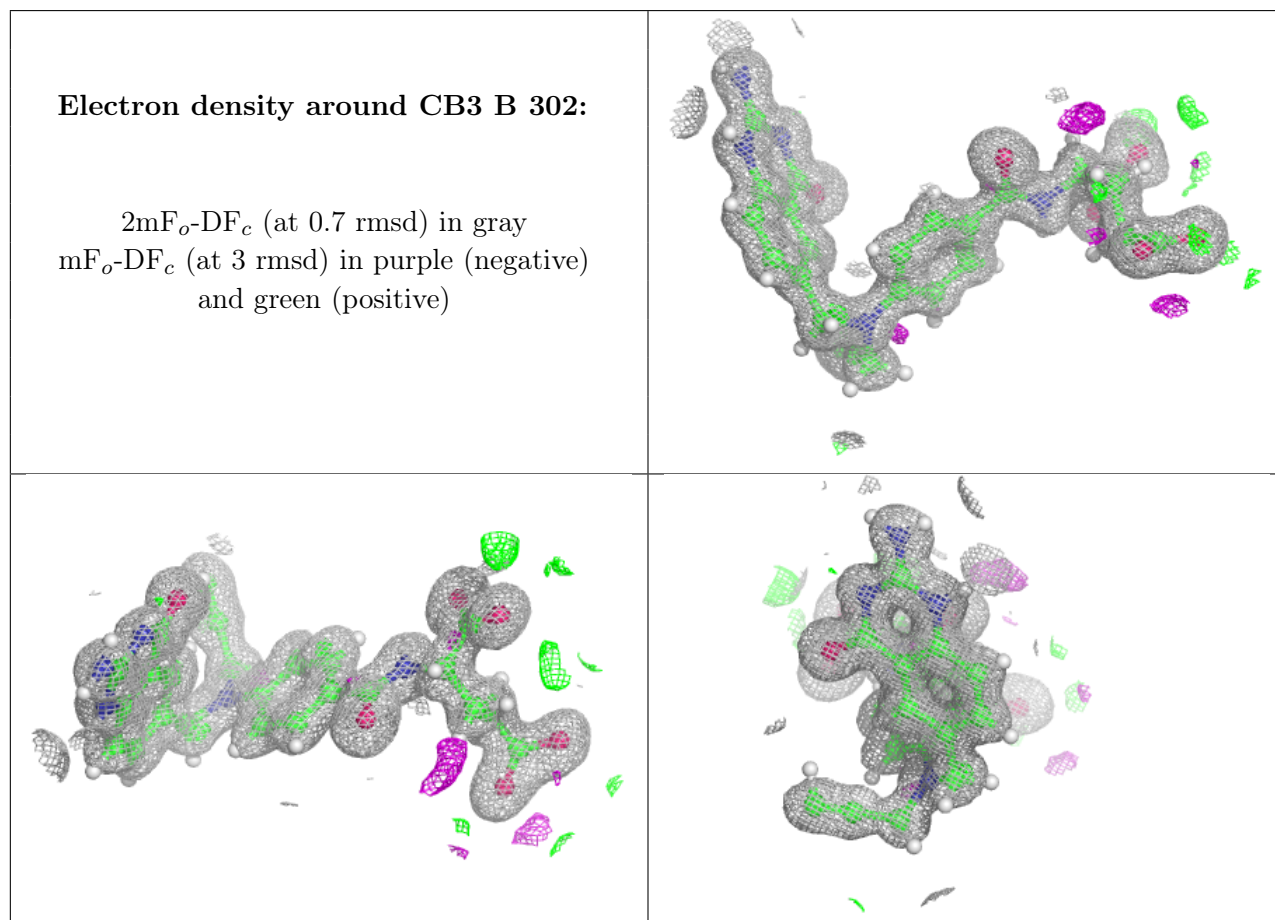 Electron density around CB3 B 302:
2mFₒ-DF𝒸 (at 0.7 rmsd) in gray
mFₒ-DF𝒸 (at 3 rmsd) in purple (negative)
and green (positive)